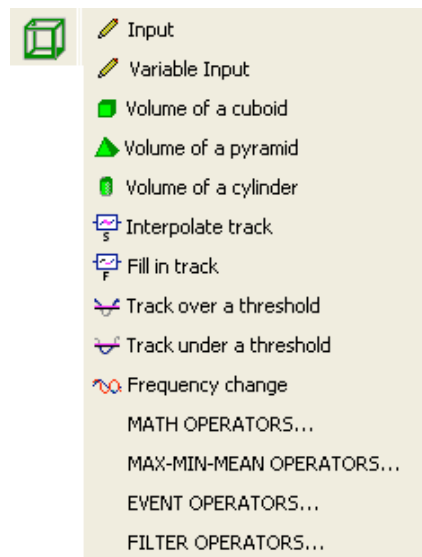 Input
Variable Input
Volume of a cuboid
Volume of a pyramid
Volume of a cylinder
S
Interpolate track
F
Fill in track
Track over a threshold
Track under a threshold
Frequency change
MATH OPERATORS...
MAX-MIN-MEAN OPERATORS...
EVENT OPERATORS...
FILTER OPERATORS...